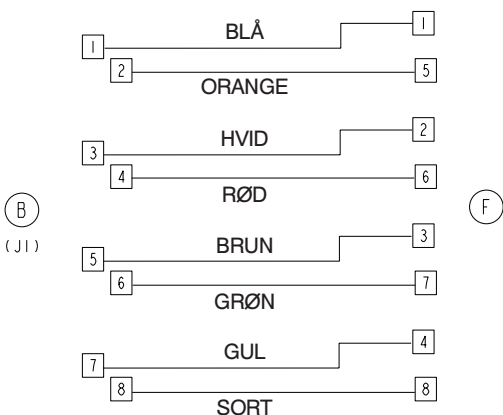 BLÅ 1
1
2 5
ORANGE
HVID 2
3
4 6
RØD
B F
(J1)
BRUN 3
5
6 7
GRØN
GUL 4
7
8 8
SORT